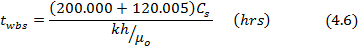 t_wbs = (200.000 + 120.005)C_s / (kh/μ_o) (hrs) (4.6)